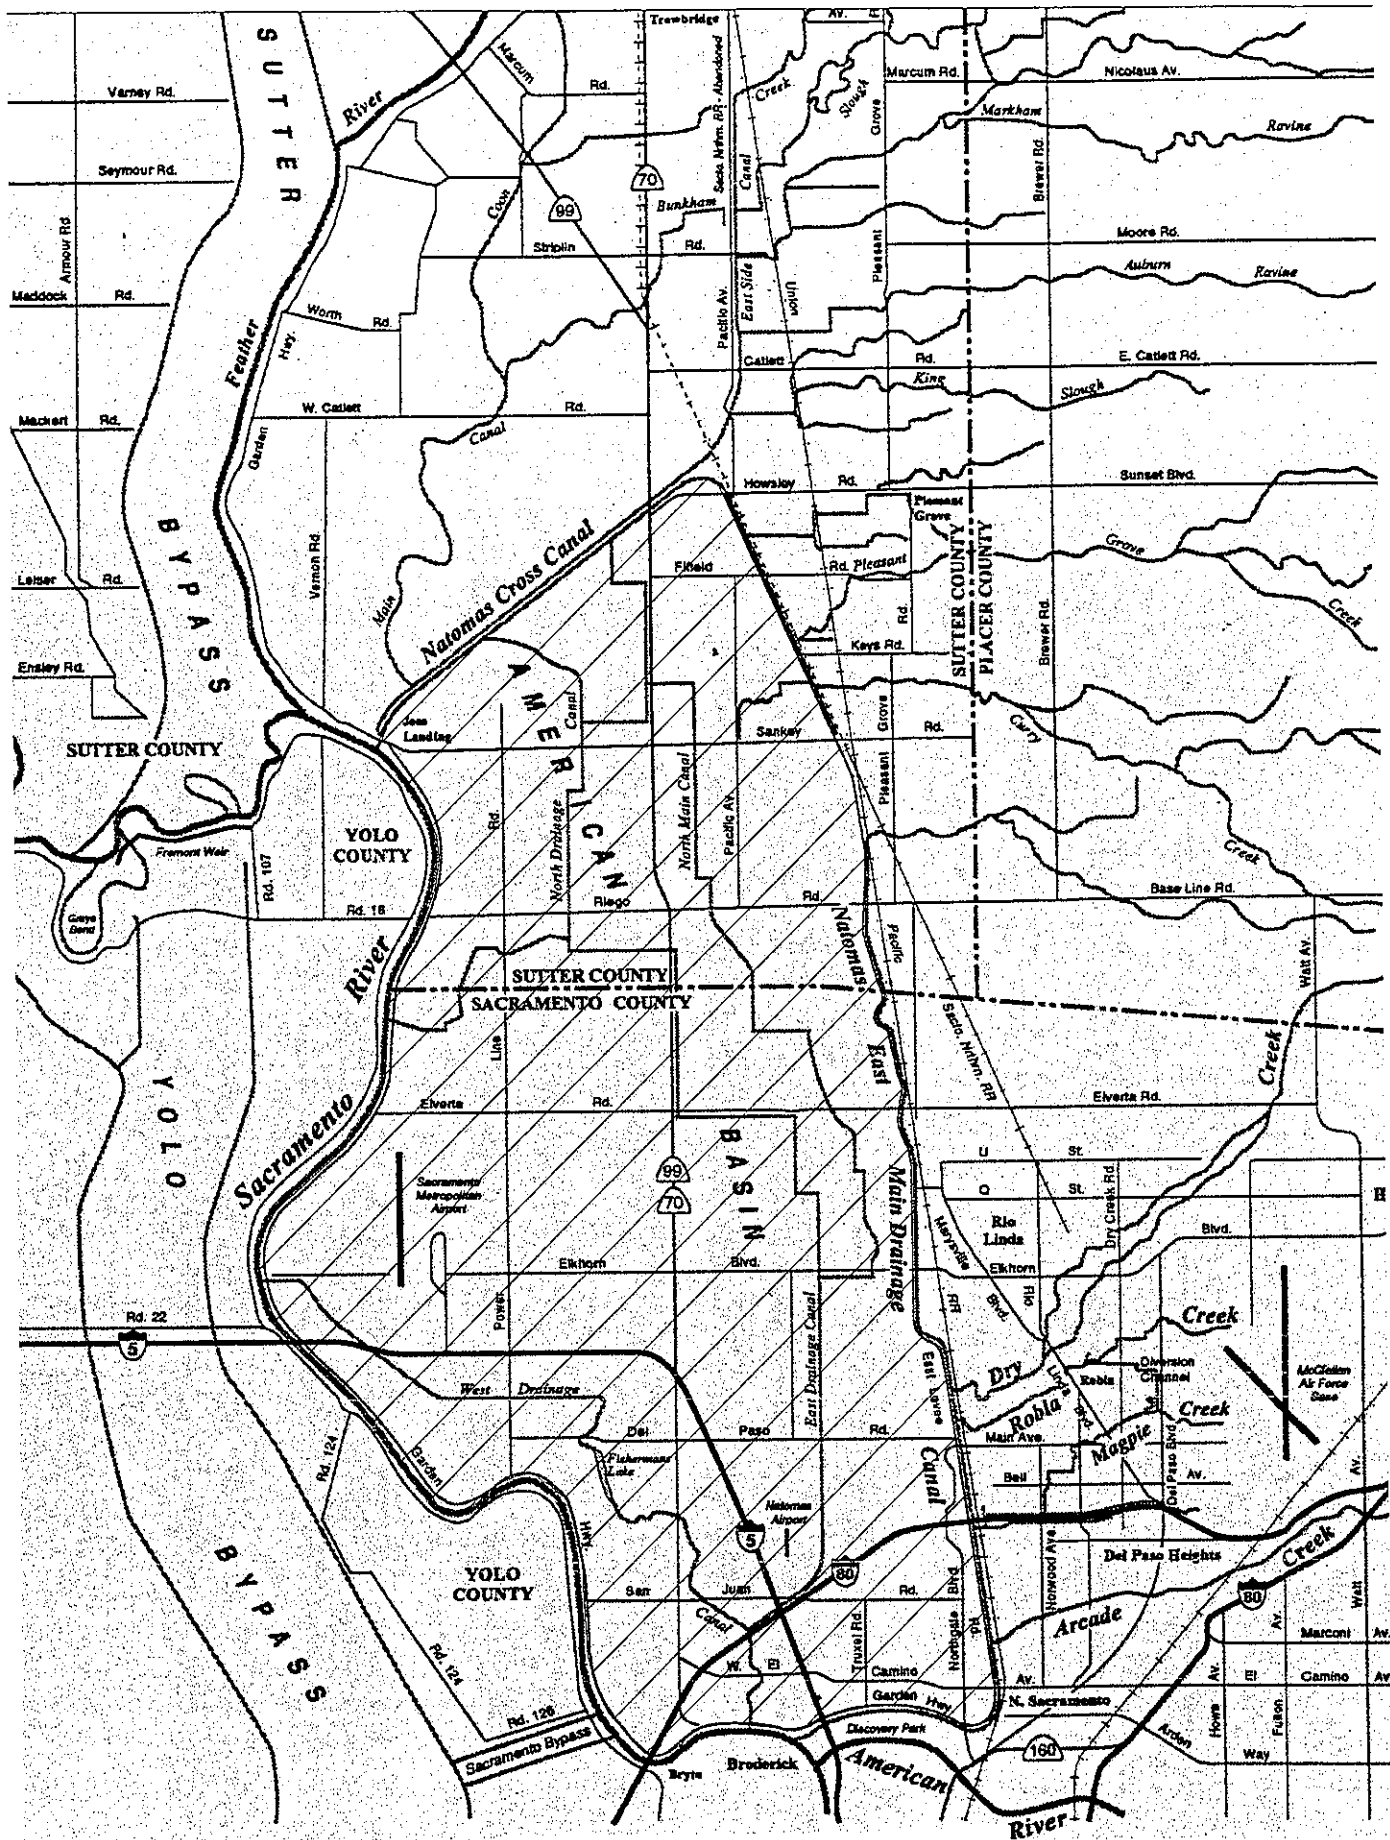 Trowbridge
Av.
SUTTER
Marcum
Rd.
Varney Rd.
River
Creek
Slough
Grove
Marcum Rd.
Nicolaus Av.
Markham
Ravine
Sacto. Nrthn. RR - Abandoned
Canal
Seymour Rd.
70
Brewer Rd.
99
Coon
Bunkham
Armour Rd.
Striplin
Rd.
Pleasant
Moore Rd.
East Side
Union
Auburn
Ravine
Maddock
Rd.
Worth
Rd.
Pacific Av.
Feather
Hwy.
Catlett
Rd.
E. Catlett Rd.
King
Slough
W. Catlett
Rd.
Mackert
Rd.
Canal
Garden
Howsley
Rd.
Sunset Blvd.
Pleasant
Grove
BYPASS
Natomas Cross Canal
Vernon Rd.
SUTTER COUNTY
PLACER COUNTY
Grove
Creek
Leiser
Rd.
Main
Fifield
Rd.
Pleasant
Rd.
Brewer Rd.
Keys Rd.
Ensley Rd.
AMERICAN
Canal
Joes
Landing
SUTTER COUNTY
Sankey
Rd.
Grove
Pleasant
Curry
Creek
North Main Canal
Pacific Av.
Rd.
North Drainage
YOLO
COUNTY
Fremont Weir
Rd. 107
Grays
Bend
Rd. 16
Riego
Rd.
Base Line Rd.
Natomas
Pacific
River
Watt Av.
SUTTER COUNTY
SACRAMENTO COUNTY
Sacto. Nrthn. RR
Line
East
Creek
YOLO
Sacramento
Elverta
Rd.
Elverta Rd.
BASIN
U
St.
Q
St.
99
70
Sacramento
Metropolitan
Airport
Main Drainage
Dry Creek Rd.
Rio
Linda
Marysville
Blvd.
Elkhorn
Blvd.
Elkhorn
Blvd.
Rio
Power
RR
East Drainage Canal
Rd. 22
5
Creek
East Levee
Dry
Linda
Blvd.
Robla
Diversion
Channel
McClellan
Air Force
Base
West
Drainage
Robla
Creek
Magpie
Del
Paso
Rd.
Main Ave.
Canal
Rd. 124
Garden
Fishermans
Lake
Bell
Av.
Del Paso Blvd.
Av.
Natomas
Airport
5
Hwy
BYPASS
YOLO
COUNTY
80
Norwood Ave.
Del Paso Heights
Creek
80
San
Juan
Rd.
Blvd.
Northgate
RR
Canal
Truxel Rd.
Arcade
Av.
Watt
Marconi
Av.
Rd. 124
W.
El
Camino
Av.
Av.
El
Camino
Av.
Garden
Hwy
N. Sacramento
Howe
Fulton
Rd. 126
Sacramento Bypass
Discovery Park
Arden
Way
160
Bryte
Broderick
American
River